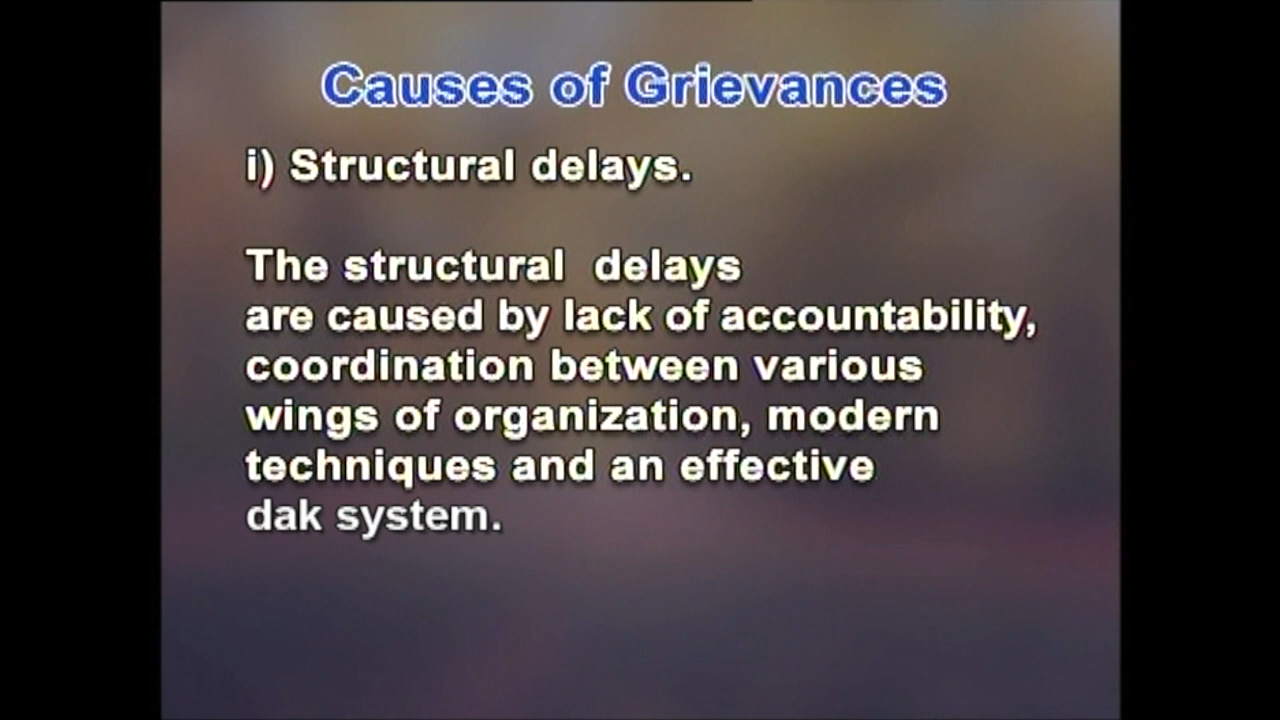 Causes of Grievances
i) Structural delays.
The structural  delays
are caused by lack of accountability,
coordination between various
wings of organization, modern
techniques and an effective
dak system.